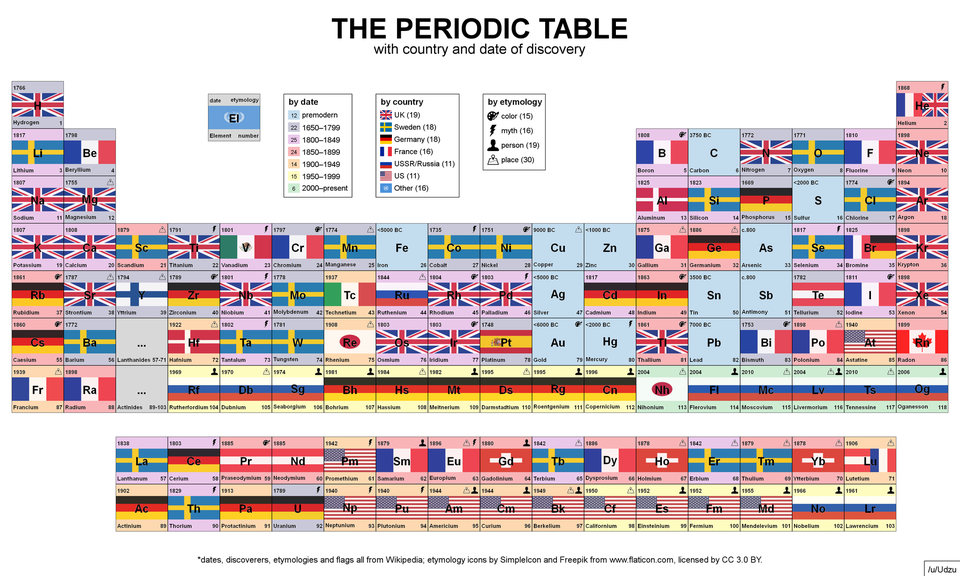 THE PERIODIC TABLE
with country and date of discovery
1766 1868
H He
Hydrogen 1 Helium 2
date etymology
El
Element number
by date
12 premodern
22 1650–1799
25 1800–1849
24 1850–1899
14 1900–1949
15 1950–1999
6 2000–present
by country
UK (19)
Sweden (18)
Germany (18)
France (16)
USSR/Russia (11)
US (11)
Other (16)
by etymology
color (15)
myth (16)
person (19)
place (30)
1817 1798 1808 3750 BC 1772 1771 1810 1898
Li Be B C N O F Ne
Lithium 3 Beryllium 4 Boron 5 Carbon 6 Nitrogen 7 Oxygen 8 Fluorine 9 Neon 10
1807 1755 1825 1823 1669 <2000 BC 1774 1894
Na Mg Al Si P S Cl Ar
Sodium 11 Magnesium 12 Aluminum 13 Silicon 14 Phosphorus 15 Sulfur 16 Chlorine 17 Argon 18
1807 1808 1879 1791 1801 1797 1774 <5000 BC 1735 1751 9000 BC <1000 BC 1875 1886 c.800 1817 1825 1898
K Ca Sc Ti V Cr Mn Fe Co Ni Cu Zn Ga Ge As Se Br Kr
Potassium 19 Calcium 20 Scandium 21 Titanium 22 Vanadium 23 Chromium 24 Manganese 25 Iron 26 Cobalt 27 Nickel 28 Copper 29 Zinc 30 Gallium 31 Germanium 32 Arsenic 33 Selenium 34 Bromine 35 Krypton 36
1861 1787 1794 1789 1801 1778 1937 1844 1804 1803 <5000 BC 1817 1863 3500 BC c.800 1782 1811 1898
Rb Sr Y Zr Nb Mo Tc Ru Rh Pd Ag Cd In Sn Sb Te I Xe
Rubidium 37 Strontium 38 Yttrium 39 Zirconium 40 Niobium 41 Molybdenum 42 Technetium 43 Ruthenium 44 Rhodium 45 Palladium 46 Silver 47 Cadmium 48 Indium 49 Tin 50 Antimony 51 Tellurium 52 Iodine 53 Xenon 54
1860 1772 1922 1802 1781 1908 1803 1803 1748 <6000 BC <2000 BC 1861 7000 BC 1753 1898 1940 1899
Cs Ba ... Hf Ta W Re Os Ir Pt Au Hg Tl Pb Bi Po At Rn
Caesium 55 Barium 56 Lanthanides 57-71 Hafnium 72 Tantalum 73 Tungsten 74 Rhenium 75 Osmium 76 Iridium 77 Platinum 78 Gold 79 Mercury 80 Thallium 81 Lead 82 Bismuth 83 Polonium 84 Astatine 85 Radon 86
1939 1898 1969 1970 1974 1981 1984 1982 1995 1995 1996 2004 2004 2010 2004 2010 2006
Fr Ra ... Rf Db Sg Bh Hs Mt Ds Rg Cn Nh Fl Mc Lv Ts Og
Francium 87 Radium 88 Actinides 89-103 Rutherfordium 104 Dubnium 105 Seaborgium 106 Bohrium 107 Hassium 108 Meitnerium 109 Darmstadtium 110 Roentgenium 111 Copernicium 112 Nihonium 113 Flerovium 114 Moscovium 115 Livermorium 116 Tennessine 117 Oganesson 118
1838 1803 1885 1885 1942 1879 1896 1880 1842 1886 1878 1842 1879 1878 1906
La Ce Pr Nd Pm Sm Eu Gd Tb Dy Ho Er Tm Yb Lu
Lanthanum 57 Cerium 58 Praseodymium 59 Neodymium 60 Promethium 61 Samarium 62 Europium 63 Gadolinium 64 Terbium 65 Dysprosium 66 Holmium 67 Erbium 68 Thulium 69 Ytterbium 70 Lutetium 71
1902 1829 1913 1789 1940 1940 1944 1944 1949 1950 1952 1952 1955 1966 1961
Ac Th Pa U Np Pu Am Cm Bk Cf Es Fm Md No Lr
Actinium 89 Thorium 90 Protactinium 91 Uranium 92 Neptunium 93 Plutonium 94 Americium 95 Curium 96 Berkelium 97 Californium 98 Einsteinium 99 Fermium 100 Mendelevium 101 Nobelium 102 Lawrencium 103
*dates, discoverers, etymologies and flags all from Wikipedia; etymology icons by SimpleIcon and Freepik from www.flaticon.com, licensed by CC 3.0 BY.
/u/Udzu